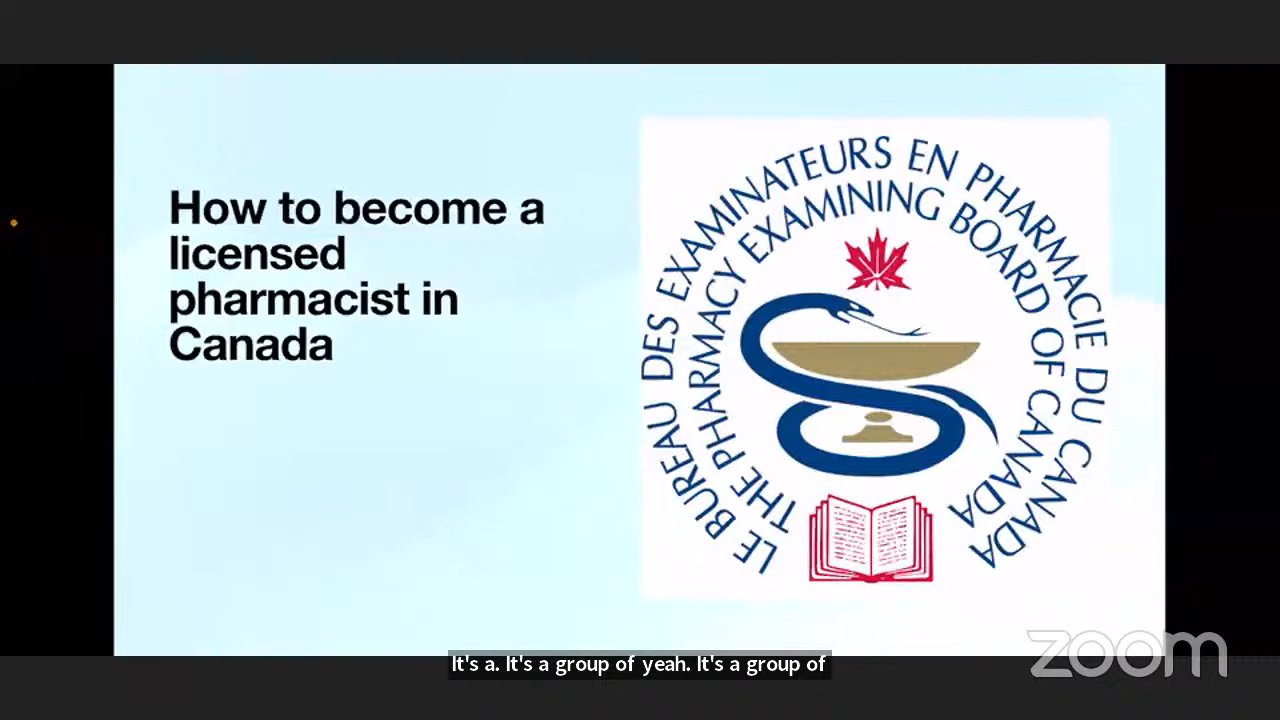 How to become a
licensed
pharmacist in
Canada
LE BUREAU DES EXAMINATEURS EN PHARMACIE DU CANADA
THE PHARMACY EXAMINING BOARD OF CANADA
It's a. It's a group of yeah. It's a group of
zoom